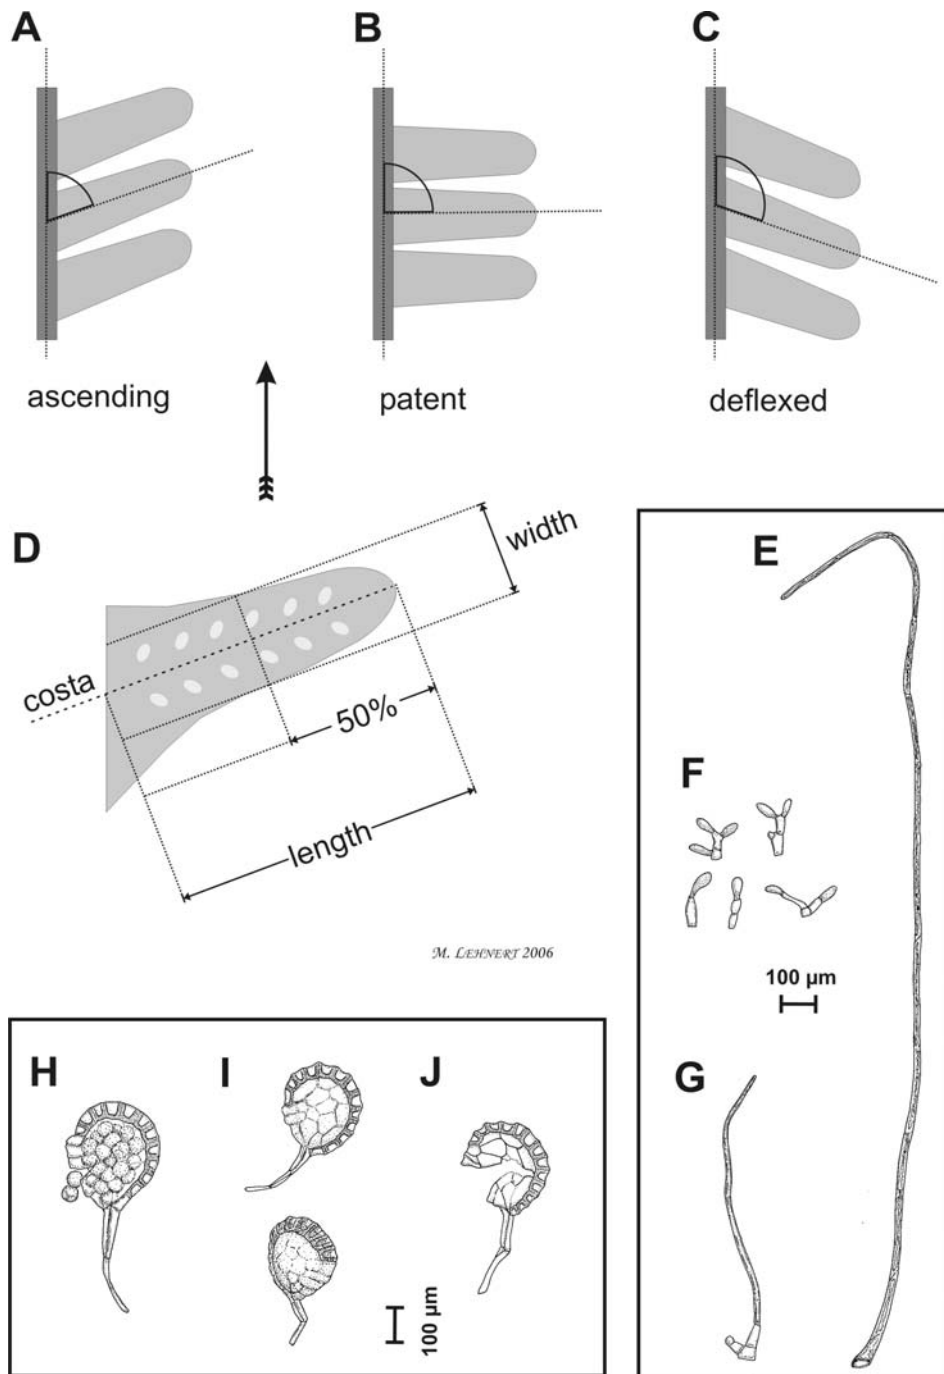 A
B
C
ascending
patent
deflexed
D
width
costa
50%
length
M. LEHNERT 2006
E
F
100 µm
G
H
I
J
100 µm